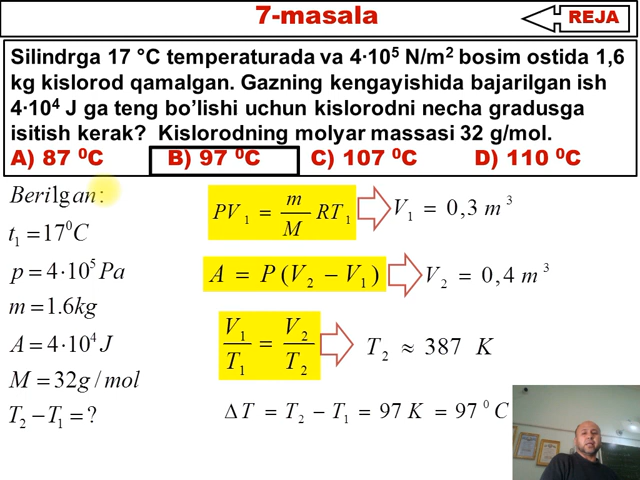 7-masala
REJA
Silindrga 17 °C temperaturada va 4·10⁵ N/m² bosim ostida 1,6
kg kislorod qamalgan. Gazning kengayishida bajarilgan ish
4·10⁴ J ga teng bo’lishi uchun kislorodni necha gradusga
isitish kerak? Kislorodning molyar massasi 32 g/mol.
A) 87 ⁰C B) 97 ⁰C C) 107 ⁰C D) 110 ⁰C
Berilgan:
t₁ = 17⁰C
p = 4·10⁵ Pa
m = 1.6kg
A = 4·10⁴ J
M = 32g / mol
T₂ − T₁ = ?
PV₁ = m/M RT₁
V₁ = 0,3 m³
A = P (V₂ − V₁)
V₂ = 0,4 m³
V₁/T₁ = V₂/T₂
T₂ ≈ 387 K
ΔT = T₂ − T₁ = 97 K = 97 ⁰C